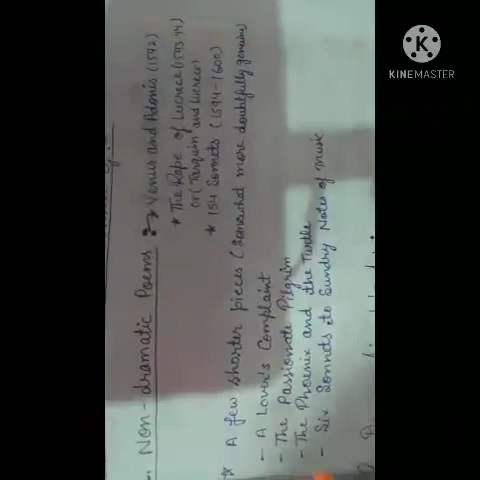 Non-dramatic Poems :→ Venus and Adonis (1592)
* The Rape of Lucrece (1593-94)
or (Tarquin and Lucrece)
* 154 Sonnets (1594-1600)
* A few shorter pieces (Somewhat more doubtfully genuine)
- A Lover's Complaint
- The Passionate Pilgrim
- The Phoenix and the Turtle
- Six Sonnets to Sundry Notes of Music
KINEMASTER